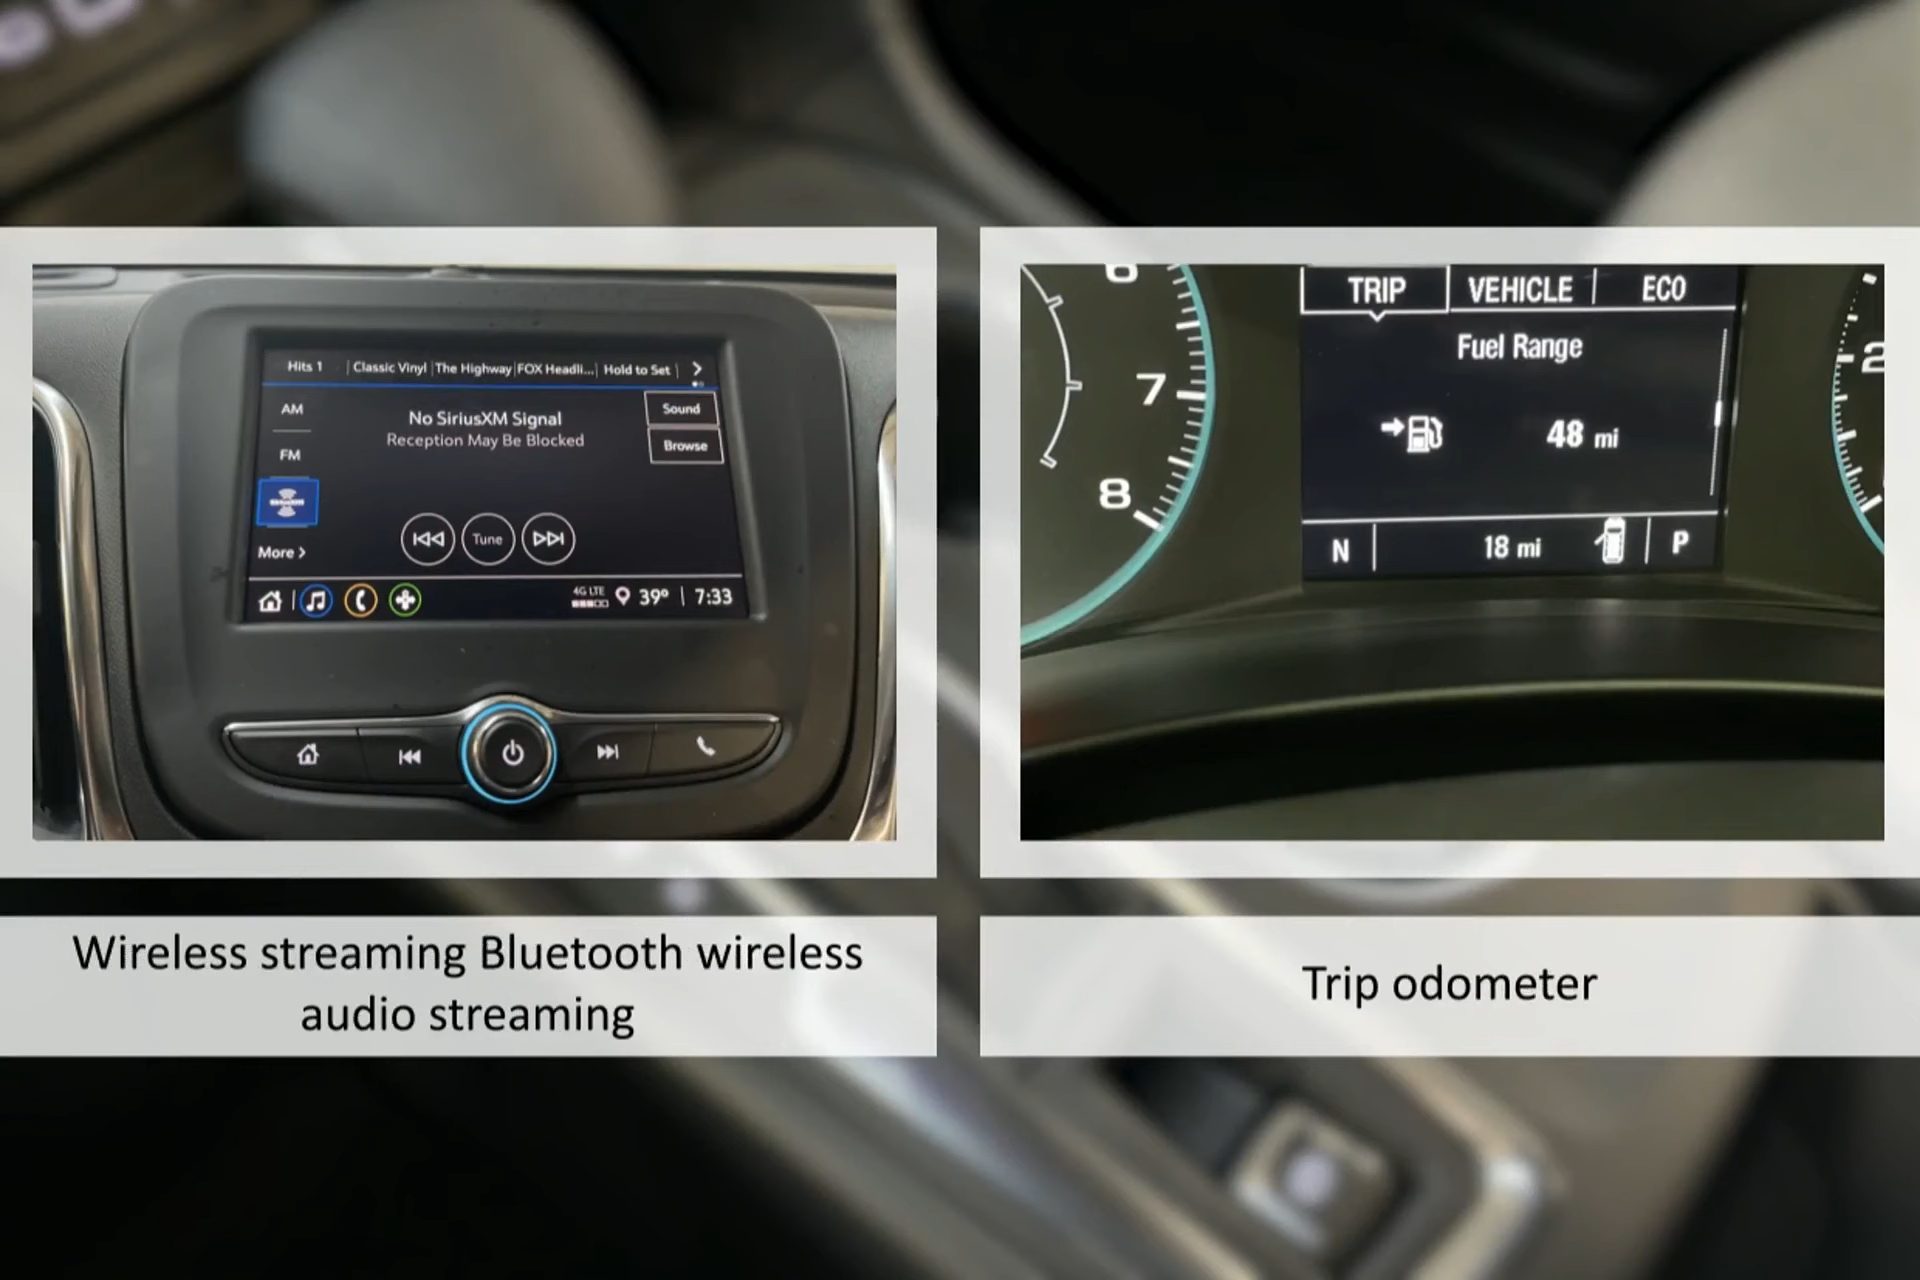 Hits 1 | Classic Vinyl | The Highway | FOX Headli... | Hold to Set
AM
No SiriusXM Signal
Sound
Reception May Be Blocked
Browse
FM
Tune
More >
4G LTE
39° | 7:33
6
7
8
TRIP VEHICLE ECO
Fuel Range
48 mi
N 18 mi P
2
Wireless streaming Bluetooth wireless
audio streaming
Trip odometer